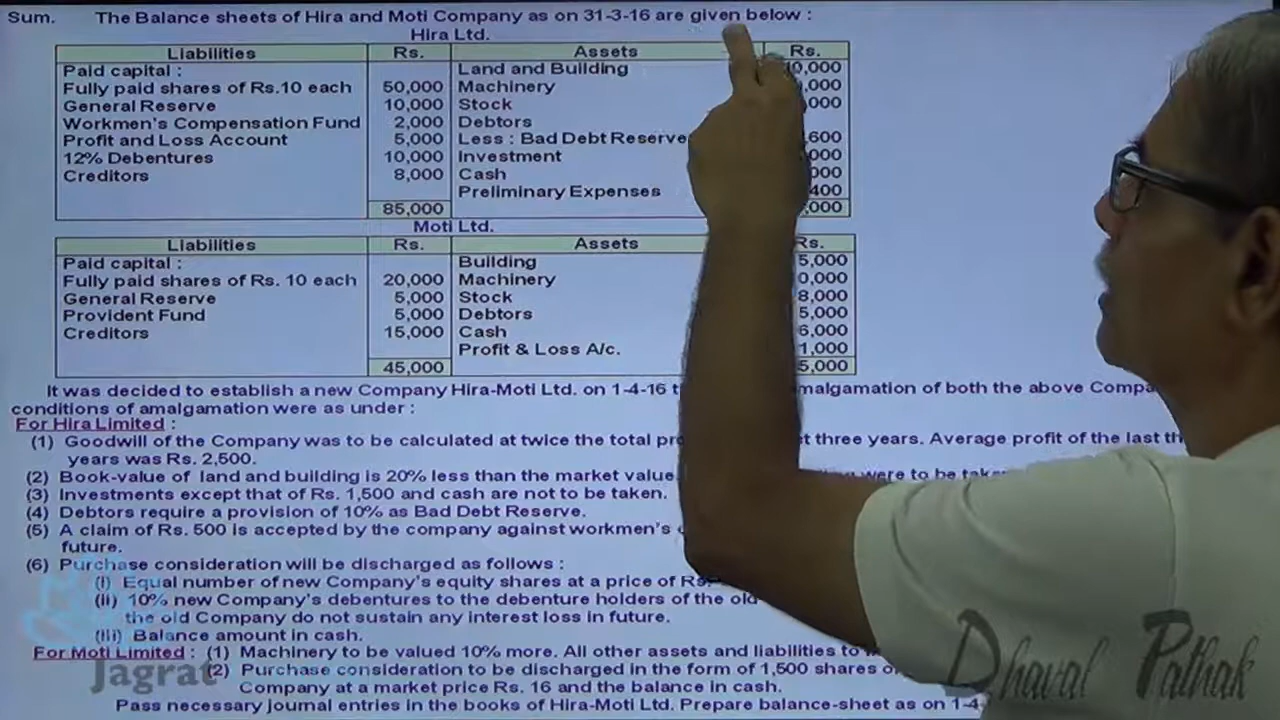 Sum. The Balance sheets of Hira and Moti Company as on 31-3-16 are given below :
Hira Ltd.
Liabilities Rs. Assets Rs.
Paid capital : Land and Building 0,000
Fully paid shares of Rs.10 each 50,000 Machinery ,000
General Reserve 10,000 Stock ,000
Workmen's Compensation Fund 2,000 Debtors
Profit and Loss Account 5,000 Less : Bad Debt Reserve ,600
12% Debentures 10,000 Investment 000
Creditors 8,000 Cash 000
Preliminary Expenses 400
85,000 ,000
Moti Ltd.
Liabilities Rs. Assets Rs.
Paid capital : Building 5,000
Fully paid shares of Rs. 10 each 20,000 Machinery 0,000
General Reserve 5,000 Stock 8,000
Provident Fund 5,000 Debtors 5,000
Creditors 15,000 Cash 6,000
Profit & Loss A/c. 1,000
45,000 5,000
It was decided to establish a new Company Hira-Moti Ltd. on 1-4-16 malgamation of both the above
conditions of amalgamation were as under :
For Hira Limited :
(1) Goodwill of the Company was to be calculated at twice the total three years. Average profit of the last
years was Rs. 2,500.
(2) Book-value of land and building is 20% less than the market value were to be
(3) Investments except that of Rs. 1,500 and cash are not to be taken.
(4) Debtors require a provision of 10% as Bad Debt Reserve.
(5) A claim of Rs. 500 is accepted by the company against workmen's
future.
(6) Purchase consideration will be discharged as follows :
(i) Equal number of new Company's equity shares at a price of Rs.
(ii) 10% new Company's debentures to the debenture holders of the old
the old Company do not sustain any interest loss in future.
(iii) Balance amount in cash.
For Moti Limited : (1) Machinery to be valued 10% more. All other assets and liabilities to
(2) Purchase consideration to be discharged in the form of 1,500 shares
Company at a market price Rs. 16 and the balance in cash.
Pass necessary journal entries in the books of Hira-Moti Ltd. Prepare balance-sheet as on 1-4-
Jagrat
Dhaval Pathak